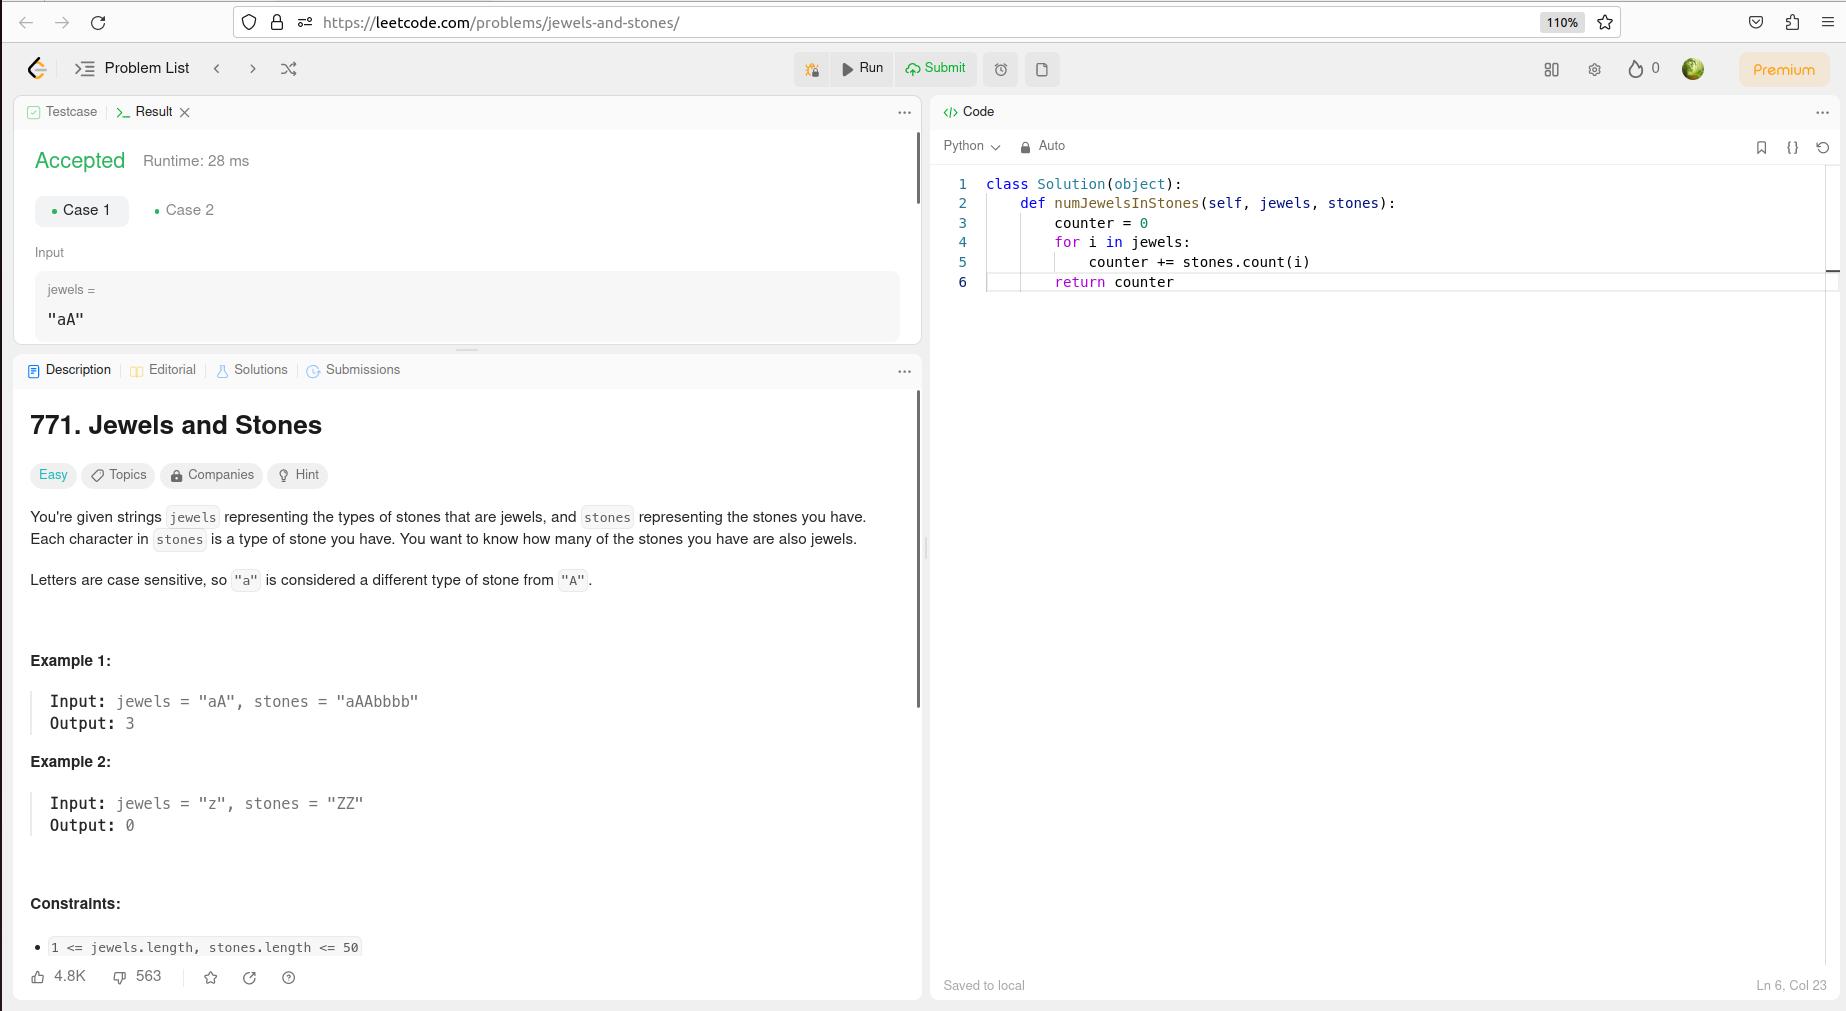 https://leetcode.com/problems/jewels-and-stones/
110%
Problem List
Run
Submit
0
Premium
Testcase
Result
Accepted
Runtime: 28 ms
Case 1
Case 2
Input
jewels =
"aA"
Description
Editorial
Solutions
Submissions
771. Jewels and Stones
Easy
Topics
Companies
Hint
You're given strings jewels representing the types of stones that are jewels, and stones representing the stones you have.
Each character in stones is a type of stone you have. You want to know how many of the stones you have are also jewels.
Letters are case sensitive, so "a" is considered a different type of stone from "A".
Example 1:
Input: jewels = "aA", stones = "aAAbbbb"
Output: 3
Example 2:
Input: jewels = "z", stones = "ZZ"
Output: 0
Constraints:
• 1 <= jewels.length, stones.length <= 50
4.8K
563
</> Code
Python
Auto
{}
1 class Solution(object):
2     def numJewelsInStones(self, jewels, stones):
3         counter = 0
4         for i in jewels:
5             counter += stones.count(i)
6         return counter
Saved to local
Ln 6, Col 23